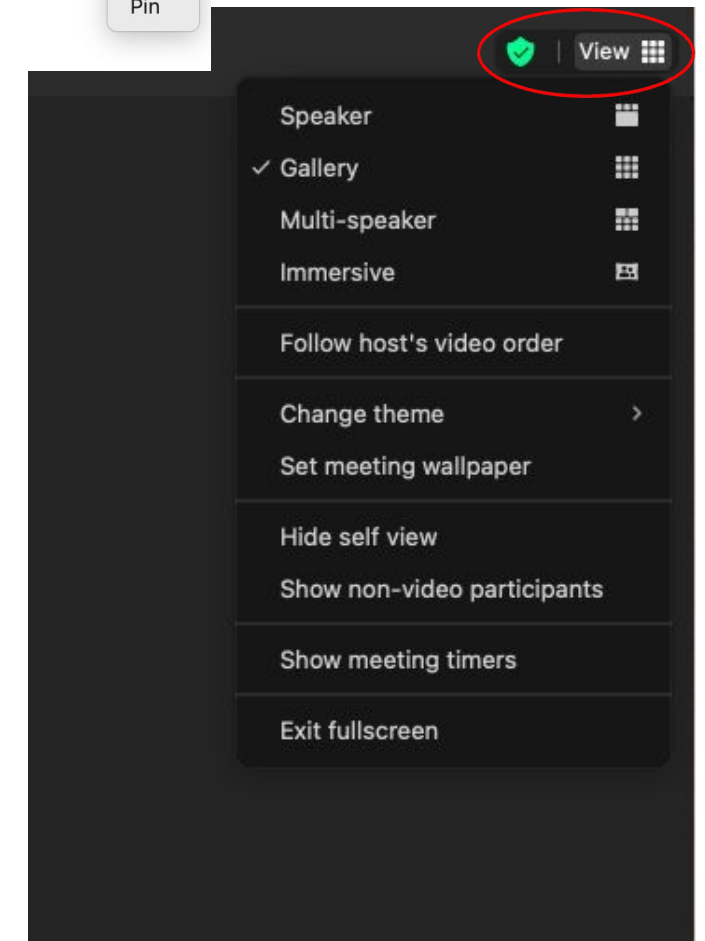 Pin
View
Speaker
Gallery
Multi-speaker
Immersive
Follow host's video order
Change theme
Set meeting wallpaper
Hide self view
Show non-video participants
Show meeting timers
Exit fullscreen